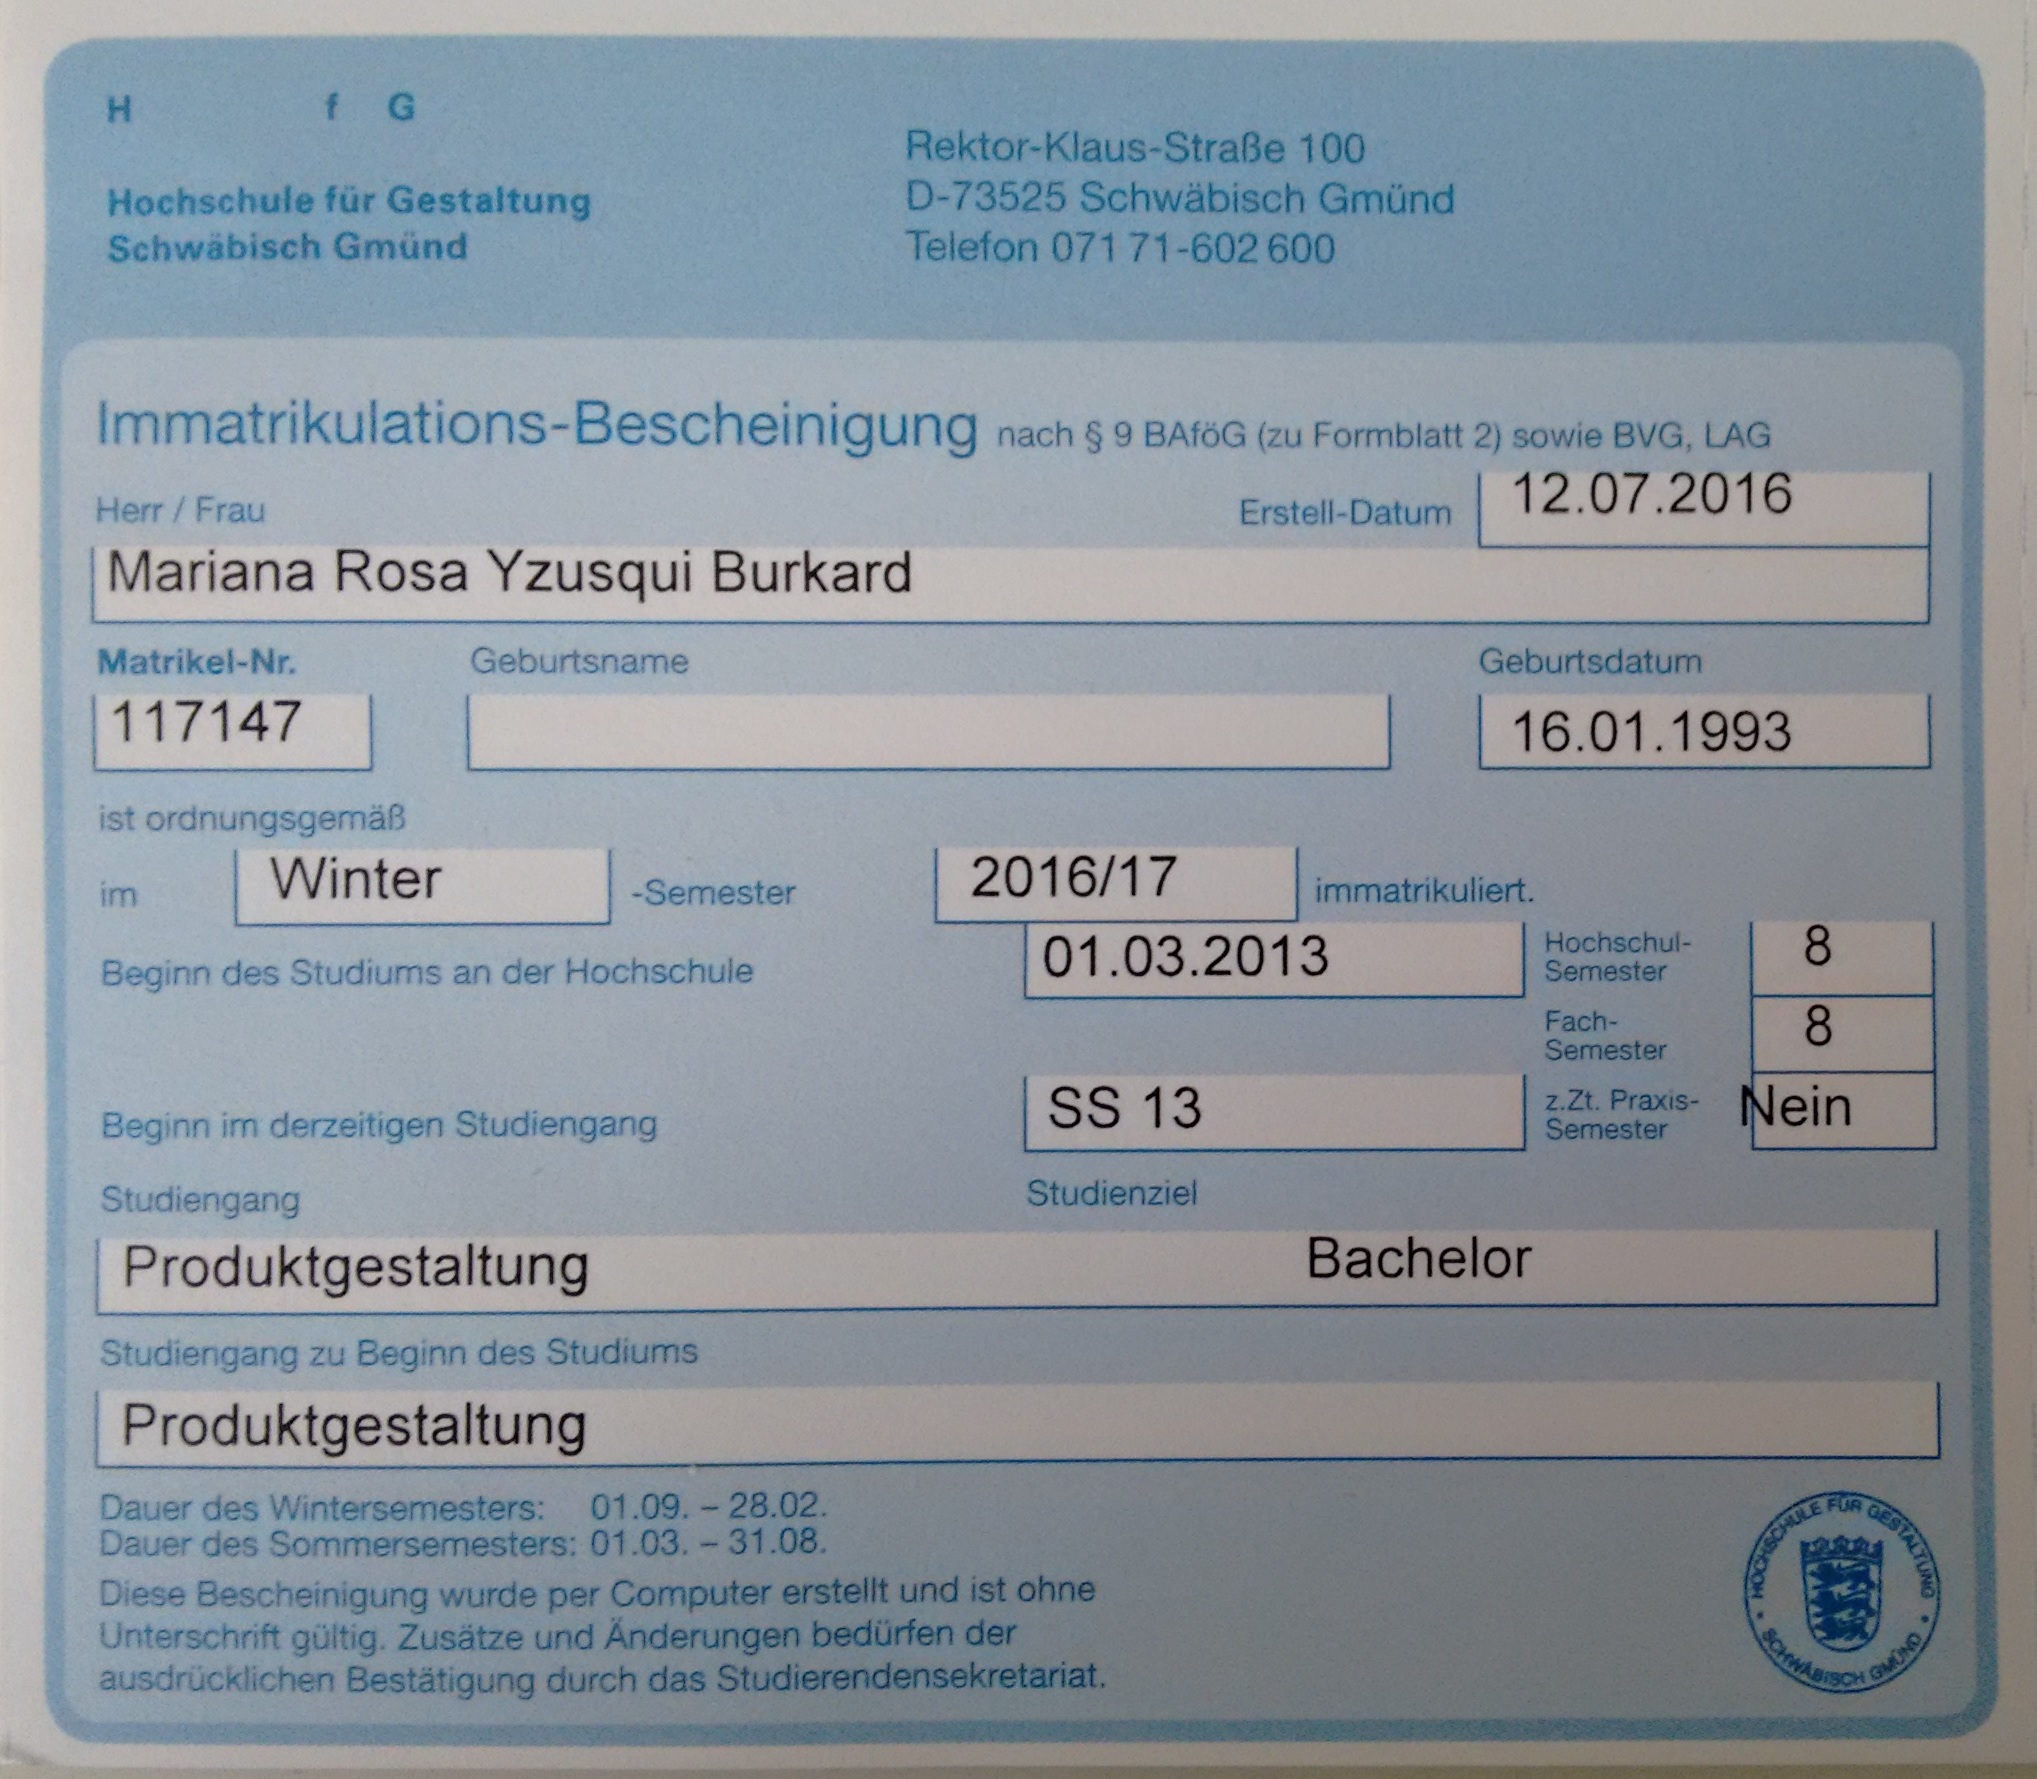 H f G
Hochschule für Gestaltung
Schwäbisch Gmünd
Rektor-Klaus-Straße 100
D-73525 Schwäbisch Gmünd
Telefon 071 71-602 600
Immatrikulations-Bescheinigung nach § 9 BAföG (zu Formblatt 2) sowie BVG, LAG
Herr / Frau
Erstell-Datum 12.07.2016
Mariana Rosa Yzusqui Burkard
Matrikel-Nr. Geburtsname Geburtsdatum
117147 16.01.1993
ist ordnungsgemäß
im Winter -Semester 2016/17 immatrikuliert.
Beginn des Studiums an der Hochschule 01.03.2013
Hochschul-
Semester 8
Fach-
Semester 8
Beginn im derzeitigen Studiengang SS 13
z.Zt. Praxis-
Semester Nein
Studiengang Studienziel
Produktgestaltung Bachelor
Studiengang zu Beginn des Studiums
Produktgestaltung
Dauer des Wintersemesters: 01.09. – 28.02.
Dauer des Sommersemesters: 01.03. – 31.08.
Diese Bescheinigung wurde per Computer erstellt und ist ohne
Unterschrift gültig. Zusätze und Änderungen bedürfen der
ausdrücklichen Bestätigung durch das Studierendensekretariat.
HOCHSCHULE FÜR GESTALTUNG
SCHWÄBISCH GMÜND